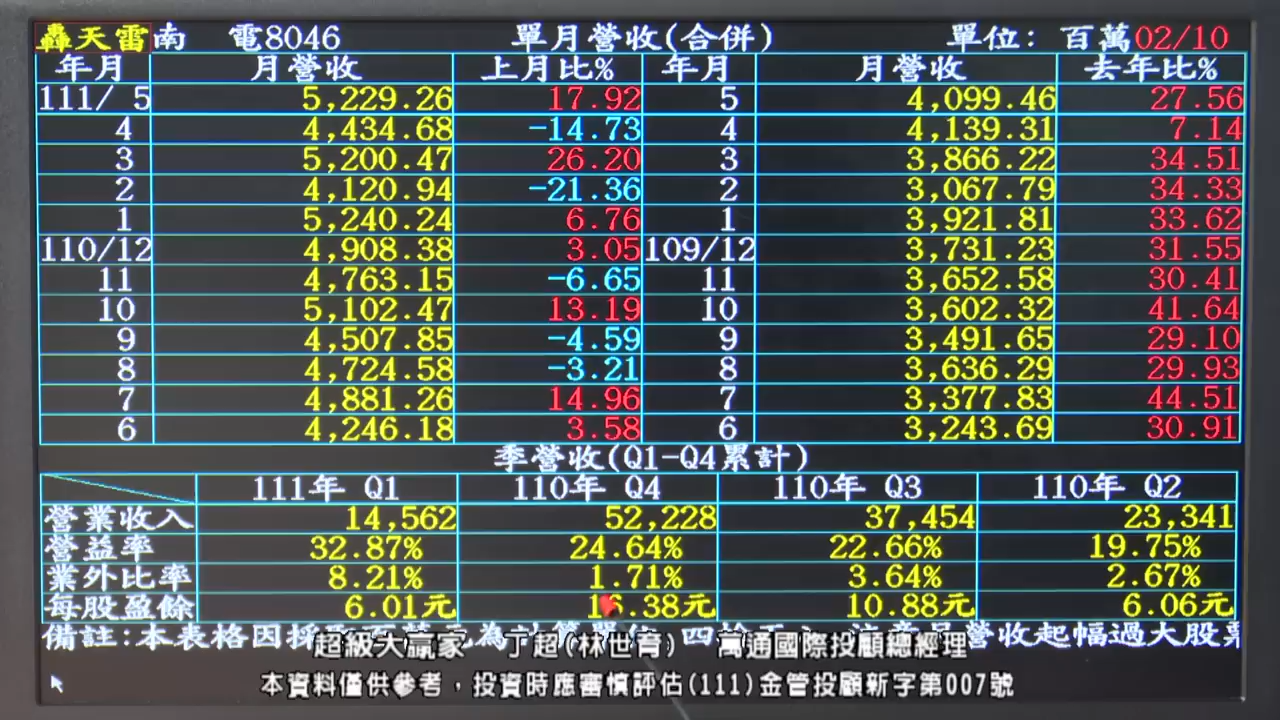 轟天雷南 電8046 單月營收(合併) 單位: 百萬02/10
年月 月營收 上月比% 年月 月營收 去年比%
111/ 5 5,229.26 17.92 5 4,099.46 27.56
4 4,434.68 -14.73 4 4,139.31 7.14
3 5,200.47 26.20 3 3,866.22 34.51
2 4,120.94 -21.36 2 3,067.79 34.33
1 5,240.24 6.76 1 3,921.81 33.62
110/12 4,908.38 3.05 109/12 3,731.23 31.55
11 4,763.15 -6.65 11 3,652.58 30.41
10 5,102.47 13.19 10 3,602.32 41.64
9 4,507.85 -4.59 9 3,491.65 29.10
8 4,724.58 -3.21 8 3,636.29 29.93
7 4,881.26 14.96 7 3,377.83 44.51
6 4,246.18 3.58 6 3,243.69 30.91
季營收(Q1-Q4累計)
111年 Q1 110年 Q4 110年 Q3 110年 Q2
營業收入 14,562 52,228 37,454 23,341
營益率 32.87% 24.64% 22.66% 19.75%
業外比率 8.21% 1.71% 3.64% 2.67%
每股盈餘 6.01元 16.38元 10.88元 6.06元
備註:本表格因採 營收起幅過大股票
超級大贏家 丁超(林世育) 萬通國際投顧總經理
本資料僅供參考，投資時應審慎評估(111)金管投顧新字第007號